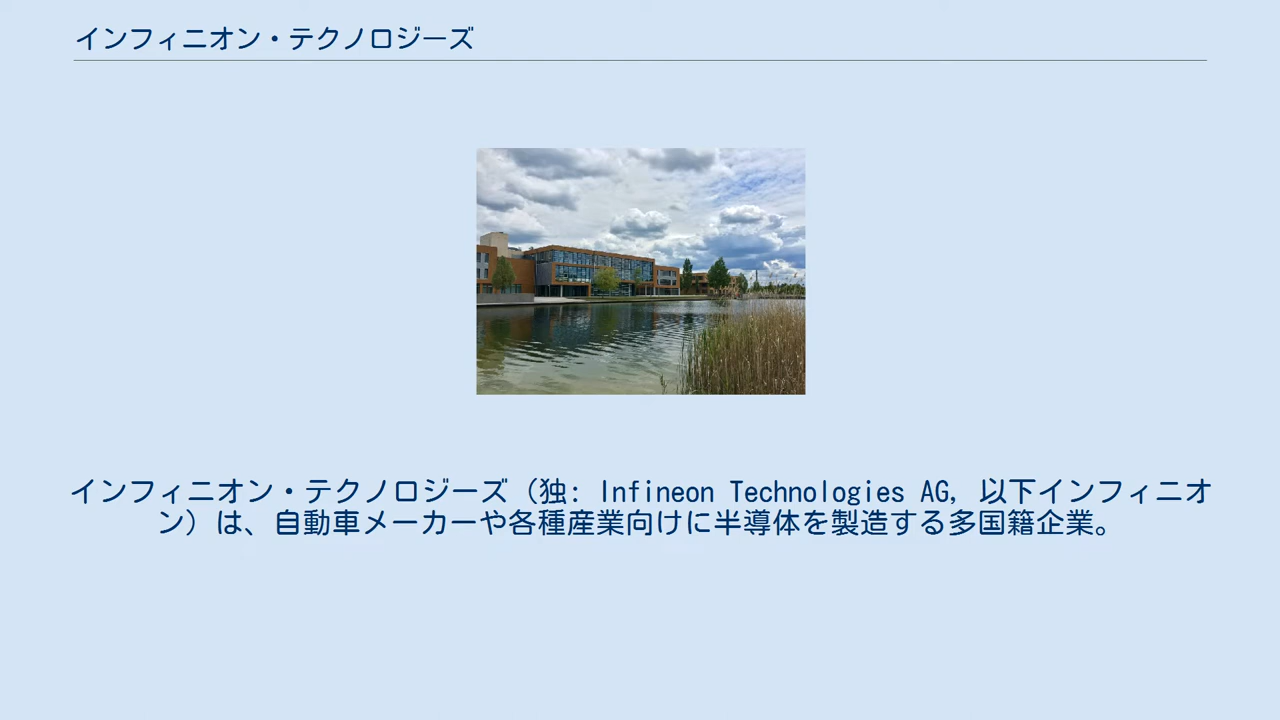 インフィニオン・テクノロジーズ
インフィニオン・テクノロジーズ（独: Infineon Technologies AG, 以下インフィニオ
ン）は、自動車メーカーや各種産業向けに半導体を製造する多国籍企業。